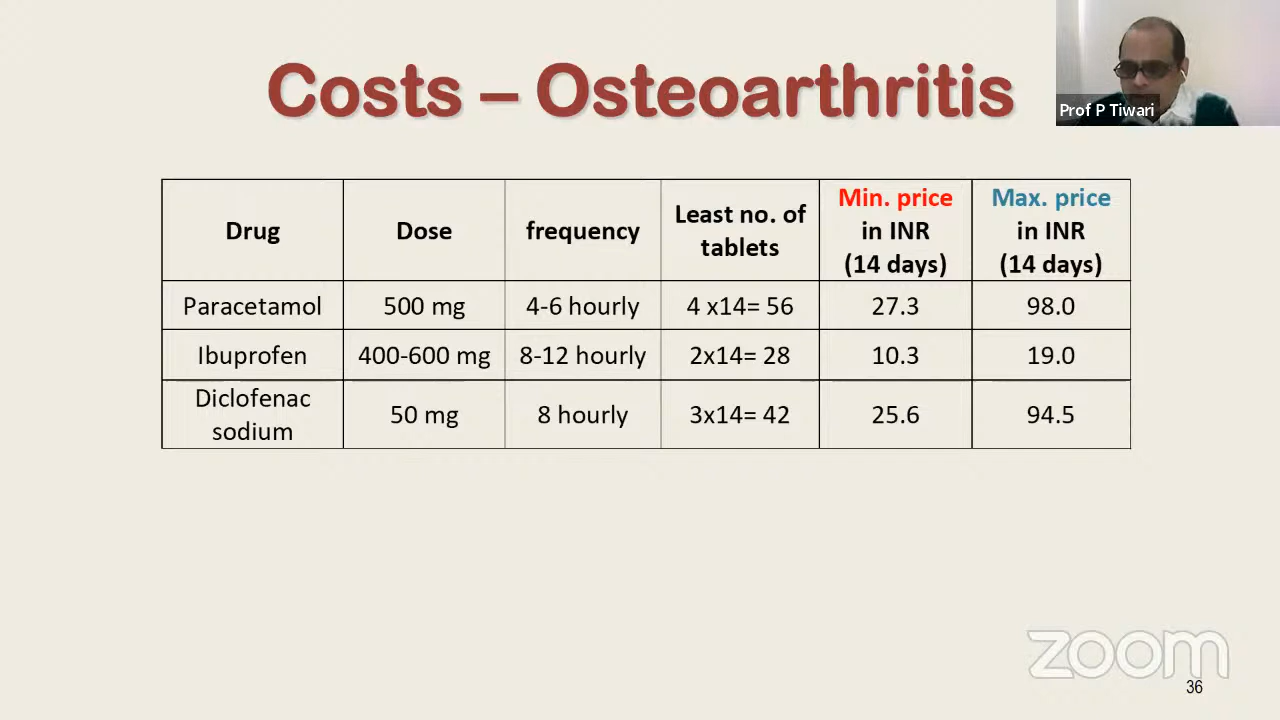 Costs – Osteoarthritis
Prof P Tiwari
Drug
Dose
frequency
Least no. of
tablets
Min. price
in INR
(14 days)
Max. price
in INR
(14 days)
Paracetamol
500 mg
4-6 hourly
4 x14= 56
27.3
98.0
Ibuprofen
400-600 mg
8-12 hourly
2x14= 28
10.3
19.0
Diclofenac
sodium
50 mg
8 hourly
3x14= 42
25.6
94.5
zoom
36